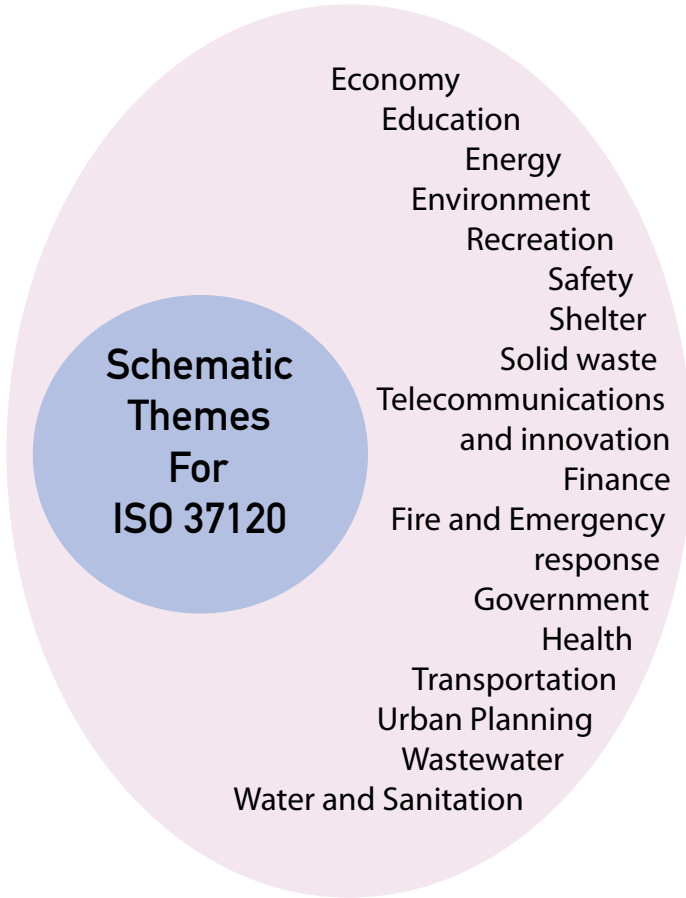 Economy
Education
Energy
Environment
Recreation
Safety
Shelter
Solid waste
Telecommunications
and innovation
Finance
Fire and Emergency
response
Government
Health
Transportation
Urban Planning
Wastewater
Water and Sanitation
Schematic
Themes
For
ISO 37120